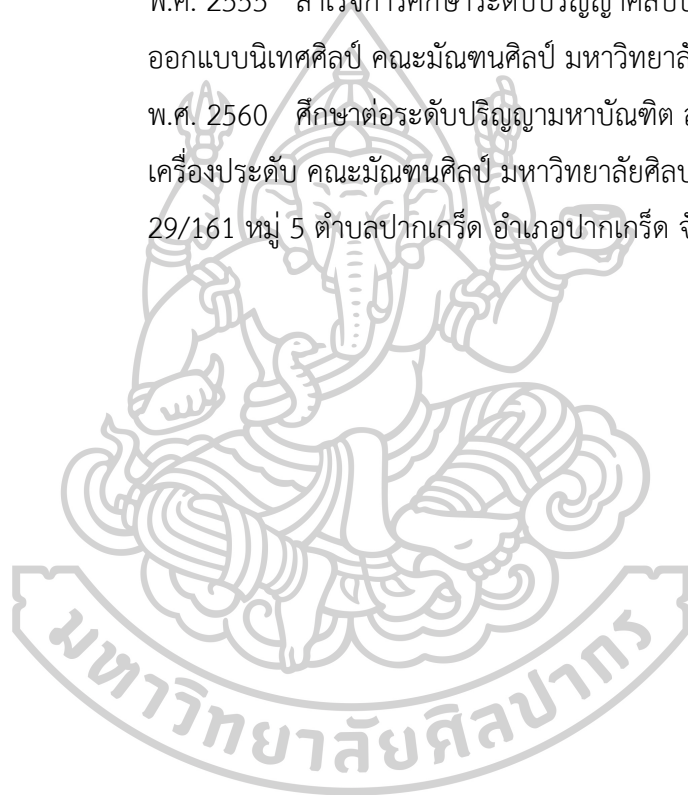 พ.ศ. 2555 สำเร็จการศึกษาระดับปริญญาศิลป
ออกแบบนิเทศศิลป์ คณะมัณฑนศิลป์ มหาวิทยาลั
พ.ศ. 2560 ศึกษาต่อระดับปริญญามหาบัณฑิต
เครื่องประดับ คณะมัณฑนศิลป์ มหาวิทยาลัยศิลป
29/161 หมู่ 5 ตำบลปากเกร็ด อำเภอปากเกร็ด
มหาวิทยาลัยศิลปากร